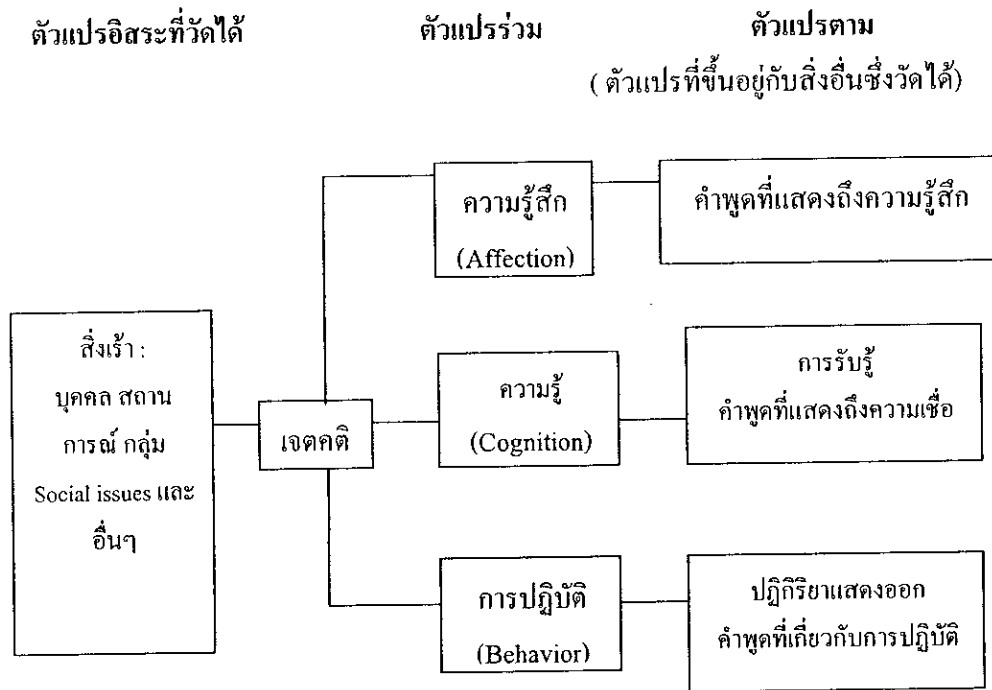 ตัวแปรอิสระที่วัดได้
ตัวแปรร่วม
ตัวแปรตาม
( ตัวแปรที่ขึ้นอยู่กับสิ่งอื่นซึ่งวัดได้)
ความรู้สึก
(Affection)
คำพูดที่แสดงถึงความรู้สึก
สิ่งเร้า :
บุคคล สถาน
การณ์ กลุ่ม
Social issues และ
อื่นๆ
เจตคติ
ความรู้
(Cognition)
การรับรู้
คำพูดที่แสดงถึงความเชื่อ
การปฏิบัติ
(Behavior)
ปฏิกิริยาแสดงออก
คำพูดที่เกี่ยวกับการปฏิบัติ